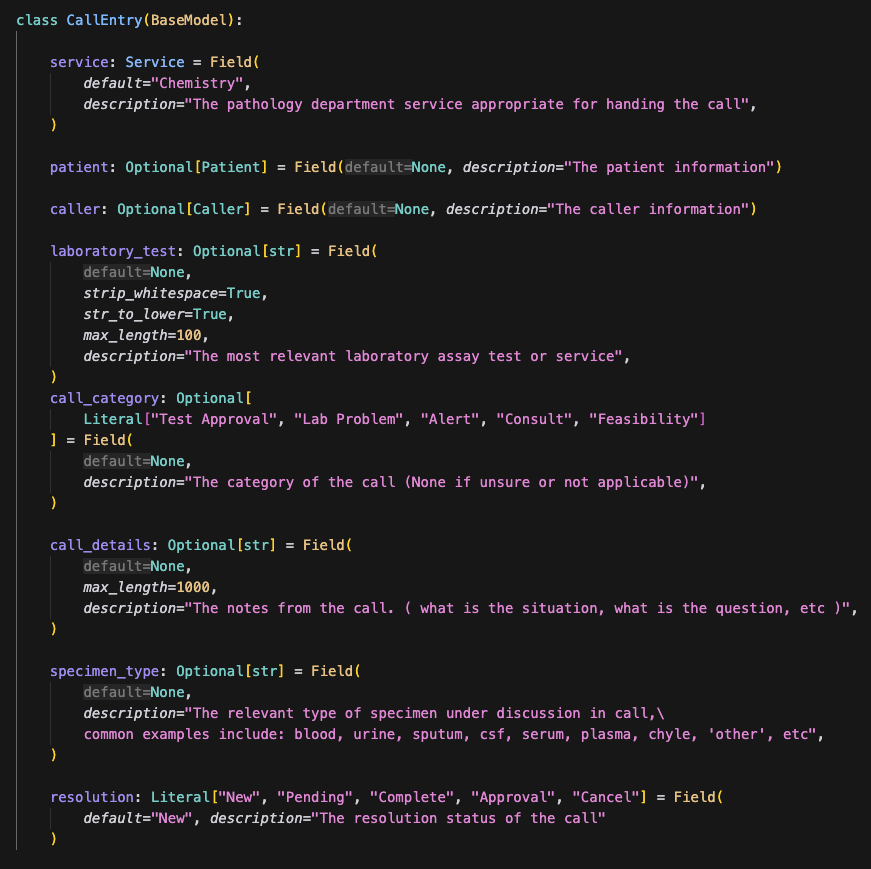 class CallEntry(BaseModel):
service: Service = Field(
default="Chemistry",
description="The pathology department service appropriate for handing the call",
)
patient: Optional[Patient] = Field(default=None, description="The patient information")
caller: Optional[Caller] = Field(default=None, description="The caller information")
laboratory_test: Optional[str] = Field(
default=None,
strip_whitespace=True,
str_to_lower=True,
max_length=100,
description="The most relevant laboratory assay test or service",
)
call_category: Optional[
Literal["Test Approval", "Lab Problem", "Alert", "Consult", "Feasibility"]
] = Field(
default=None,
description="The category of the call (None if unsure or not applicable)",
)
call_details: Optional[str] = Field(
default=None,
max_length=1000,
description="The notes from the call. ( what is the situation, what is the question, etc )",
)
specimen_type: Optional[str] = Field(
default=None,
description="The relevant type of specimen under discussion in call,\
common examples include: blood, urine, sputum, csf, serum, plasma, chyle, 'other', etc",
)
resolution: Literal["New", "Pending", "Complete", "Approval", "Cancel"] = Field(
default="New", description="The resolution status of the call"
)